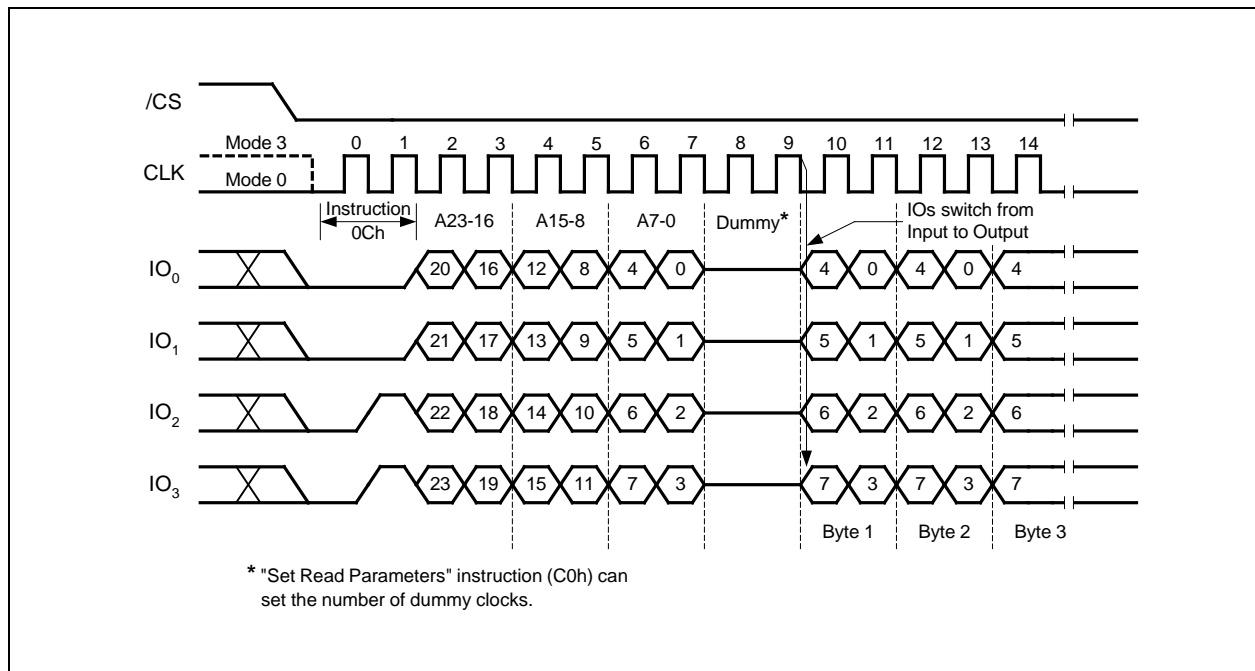 /CS
Mode 3 0 1 2 3 4 5 6 7 8 9 10 11 12 13 14
CLK
Mode 0
Instruction A23-16 A15-8 A7-0 Dummy* IOs switch from
0Ch Input to Output
IO0 20 16 12 8 4 0 4 0 4 0 4
IO1 21 17 13 9 5 1 5 1 5 1 5
IO2 22 18 14 10 6 2 6 2 6 2 6
IO3 23 19 15 11 7 3 7 3 7 3 7
Byte 1 Byte 2 Byte 3
* "Set Read Parameters" instruction (C0h) can
set the number of dummy clocks.